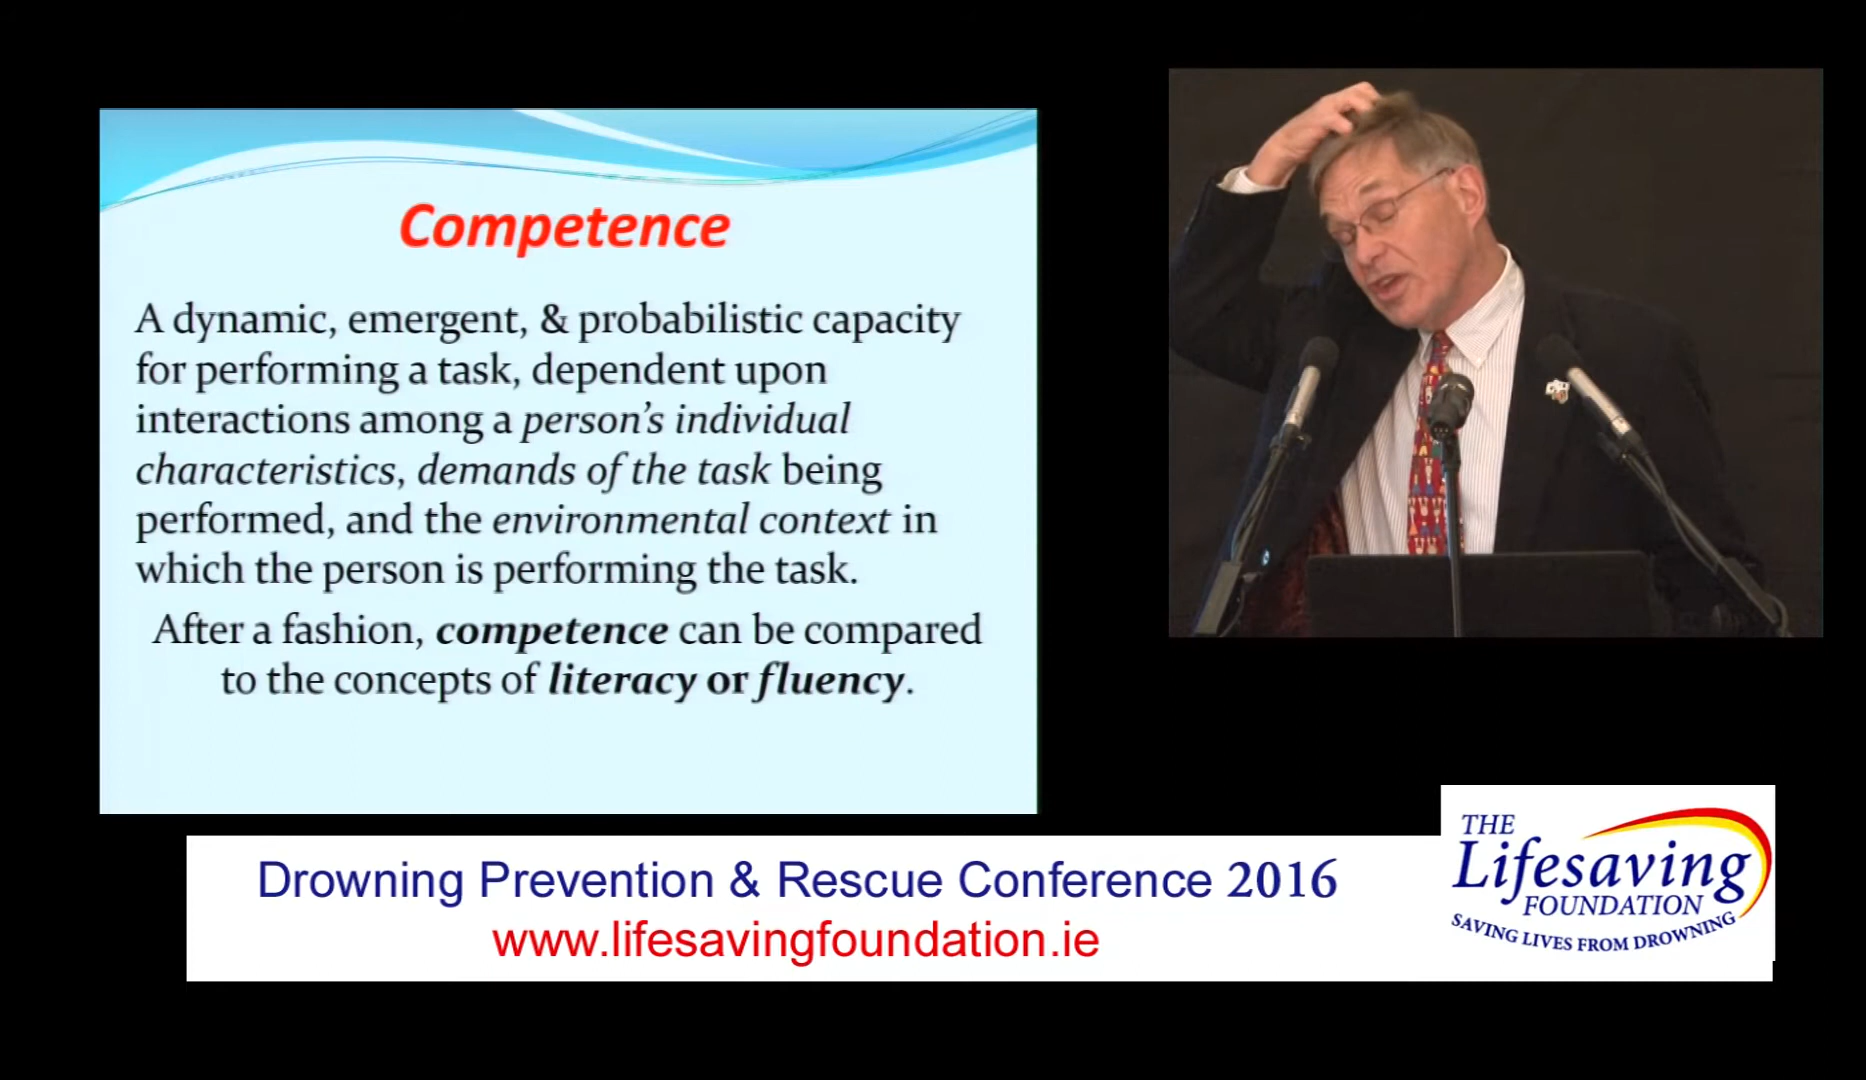 Competence
A dynamic, emergent, & probabilistic capacity
for performing a task, dependent upon
interactions among a person's individual
characteristics, demands of the task being
performed, and the environmental context in
which the person is performing the task.
After a fashion, competence can be compared
to the concepts of literacy or fluency.
Drowning Prevention & Rescue Conference 2016
www.lifesavingfoundation.ie
THE
Lifesaving
FOUNDATION
SAVING LIVES FROM DROWNING